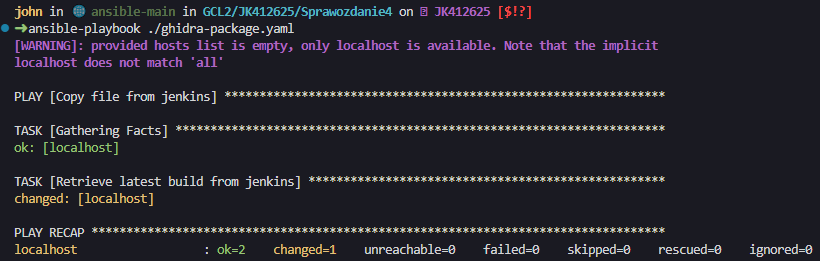 john in 🌐 ansible-main in GCL2/JK412625/Sprawozdanie4 on JK412625 [$!?]
➜ansible-playbook ./ghidra-package.yaml
[WARNING]: provided hosts list is empty, only localhost is available. Note that the implicit
localhost does not match 'all'
PLAY [Copy file from jenkins] ***************************************************************
TASK [Gathering Facts] **********************************************************************
ok: [localhost]
TASK [Retrieve latest build from jenkins] ***************************************************
changed: [localhost]
PLAY RECAP **********************************************************************************
localhost : ok=2 changed=1 unreachable=0 failed=0 skipped=0 rescued=0 ignored=0